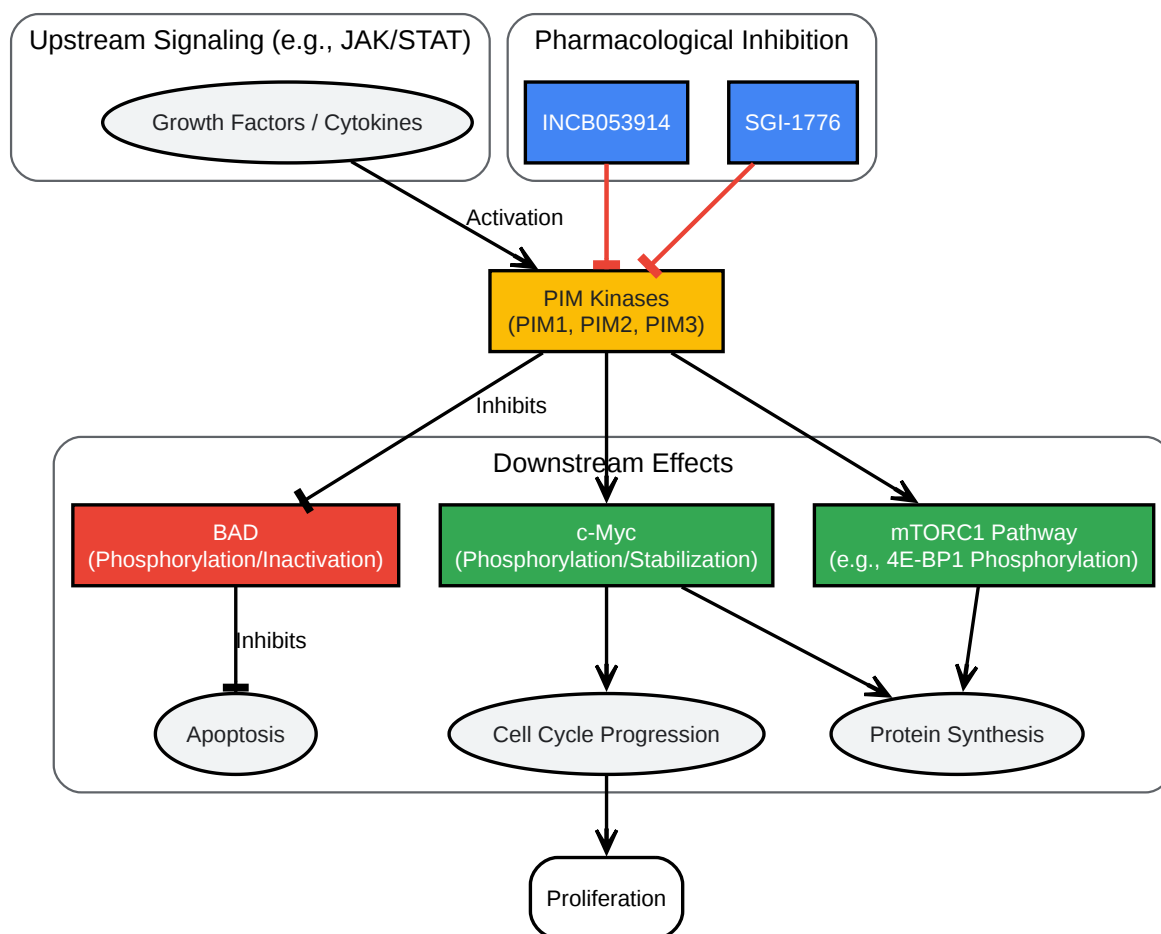 Upstream Signaling (e.g., JAK/STAT)
Pharmacological Inhibition
Growth Factors / Cytokines
INCB053914
SGI-1776
Activation
PIM Kinases
(PIM1, PIM2, PIM3)
Inhibits
Downstream Effects
BAD
(Phosphorylation/Inactivation)
c-Myc
(Phosphorylation/Stabilization)
mTORC1 Pathway
(e.g., 4E-BP1 Phosphorylation)
Inhibits
Apoptosis
Cell Cycle Progression
Protein Synthesis
Proliferation